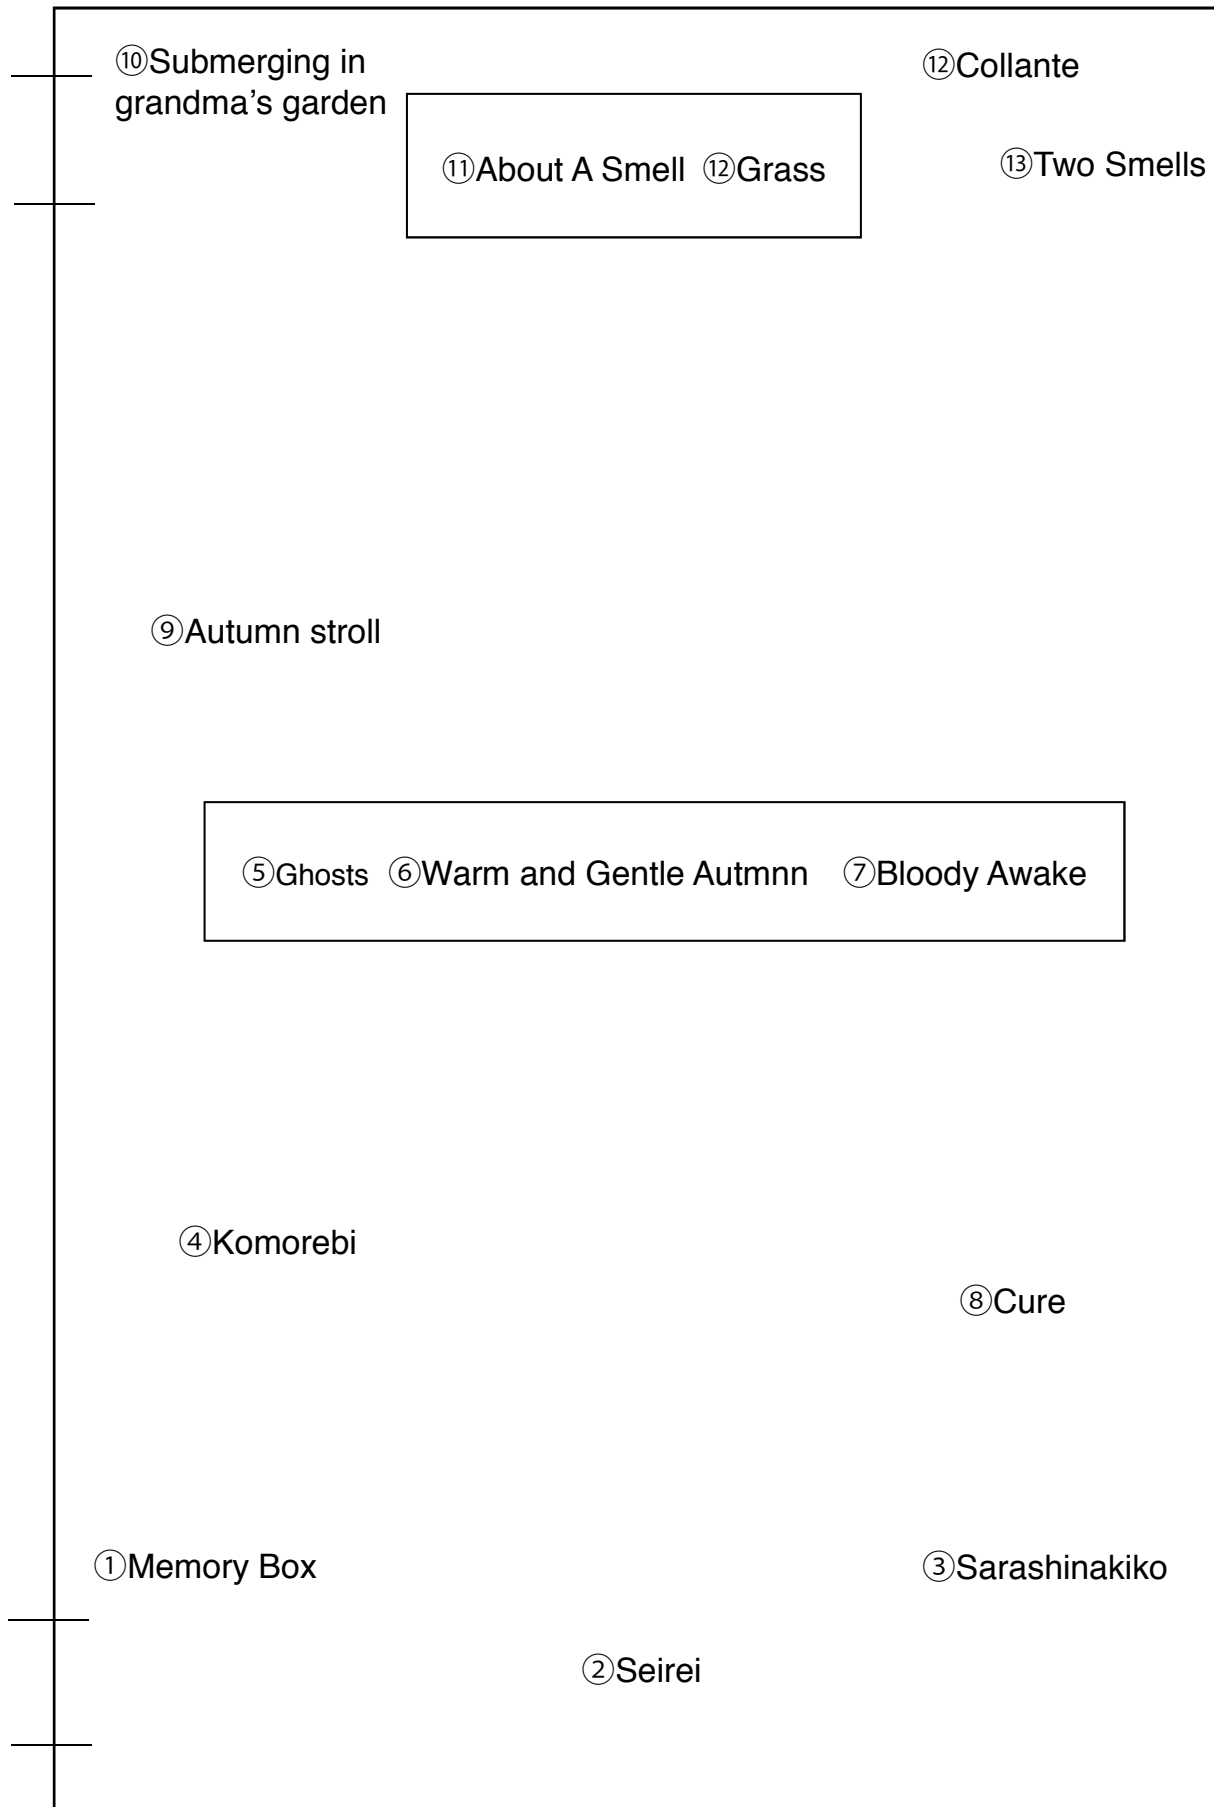 ⑩Submerging in
grandma’s garden
⑫Collante
⑪About A Smell ⑫Grass
⑬Two Smells
⑨Autumn stroll
⑤Ghosts ⑥Warm and Gentle Autmnn ⑦Bloody Awake
④Komorebi
⑧Cure
①Memory Box
③Sarashinakiko
②Seirei